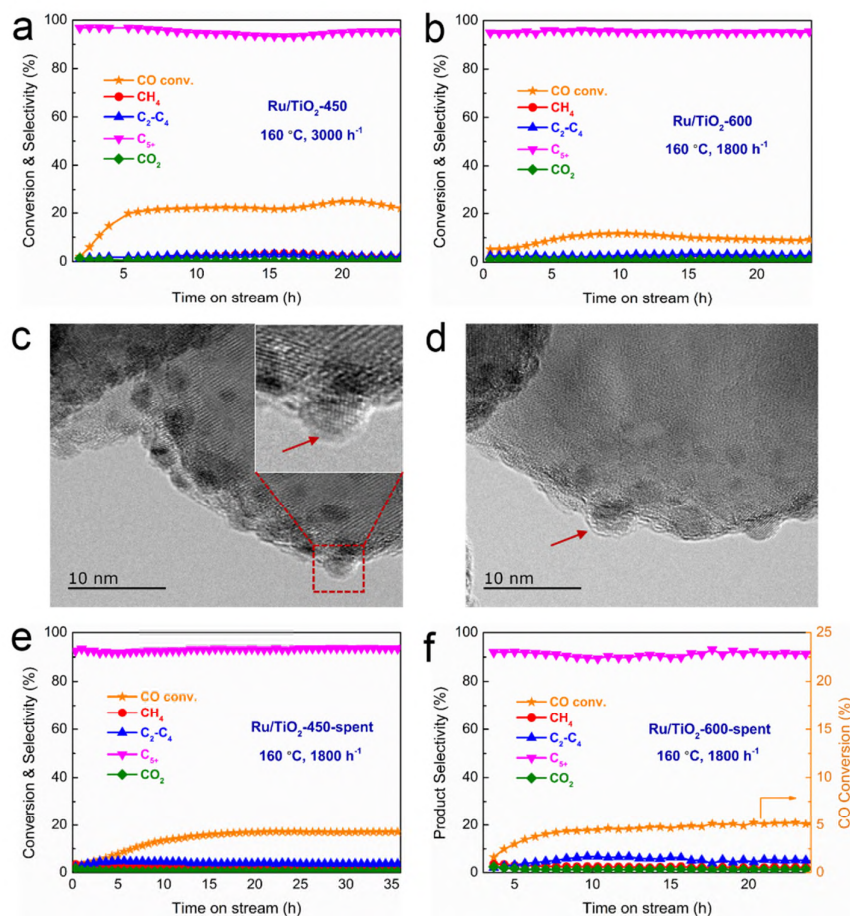 a
100
80
60
40
20
0
Conversion & Selectivity (%)
CO conv.
CH₄
C₂-C₄
C₅₊
CO₂
Ru/TiO₂-450
160 °C, 3000 h⁻¹
5 10 15 20
Time on stream (h)
b
100
80
60
40
20
0
Conversion & Selectivity (%)
CO conv.
CH₄
C₂-C₄
C₅₊
CO₂
Ru/TiO₂-600
160 °C, 1800 h⁻¹
0 5 10 15 20
Time on stream (h)
c
10 nm
d
10 nm
e
100
80
60
40
20
0
Conversion & Selectivity (%)
CO conv.
CH₄
C₂-C₄
C₅₊
CO₂
Ru/TiO₂-450-spent
160 °C, 1800 h⁻¹
0 5 10 15 20 25 30 35
Time on stream (h)
f
100
80
60
40
20
0
Product Selectivity (%)
CO conv.
CH₄
C₂-C₄
C₅₊
CO₂
Ru/TiO₂-600-spent
160 °C, 1800 h⁻¹
25
20
15
10
5
0
CO Conversion (%)
5 10 15 20
Time on stream (h)